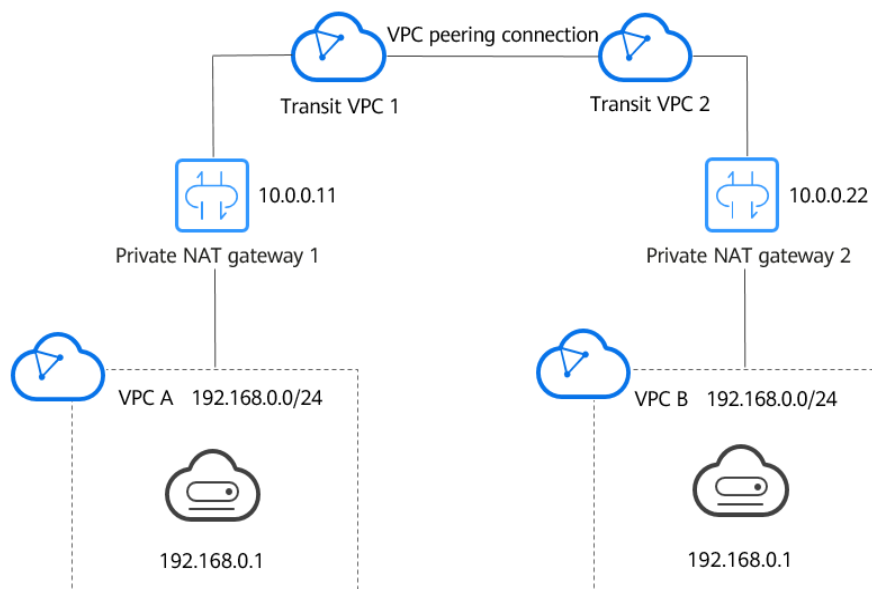 VPC peering connection
Transit VPC 1
Transit VPC 2
10.0.0.11
10.0.0.22
Private NAT gateway 1
Private NAT gateway 2
VPC A 192.168.0.0/24
VPC B 192.168.0.0/24
192.168.0.1
192.168.0.1